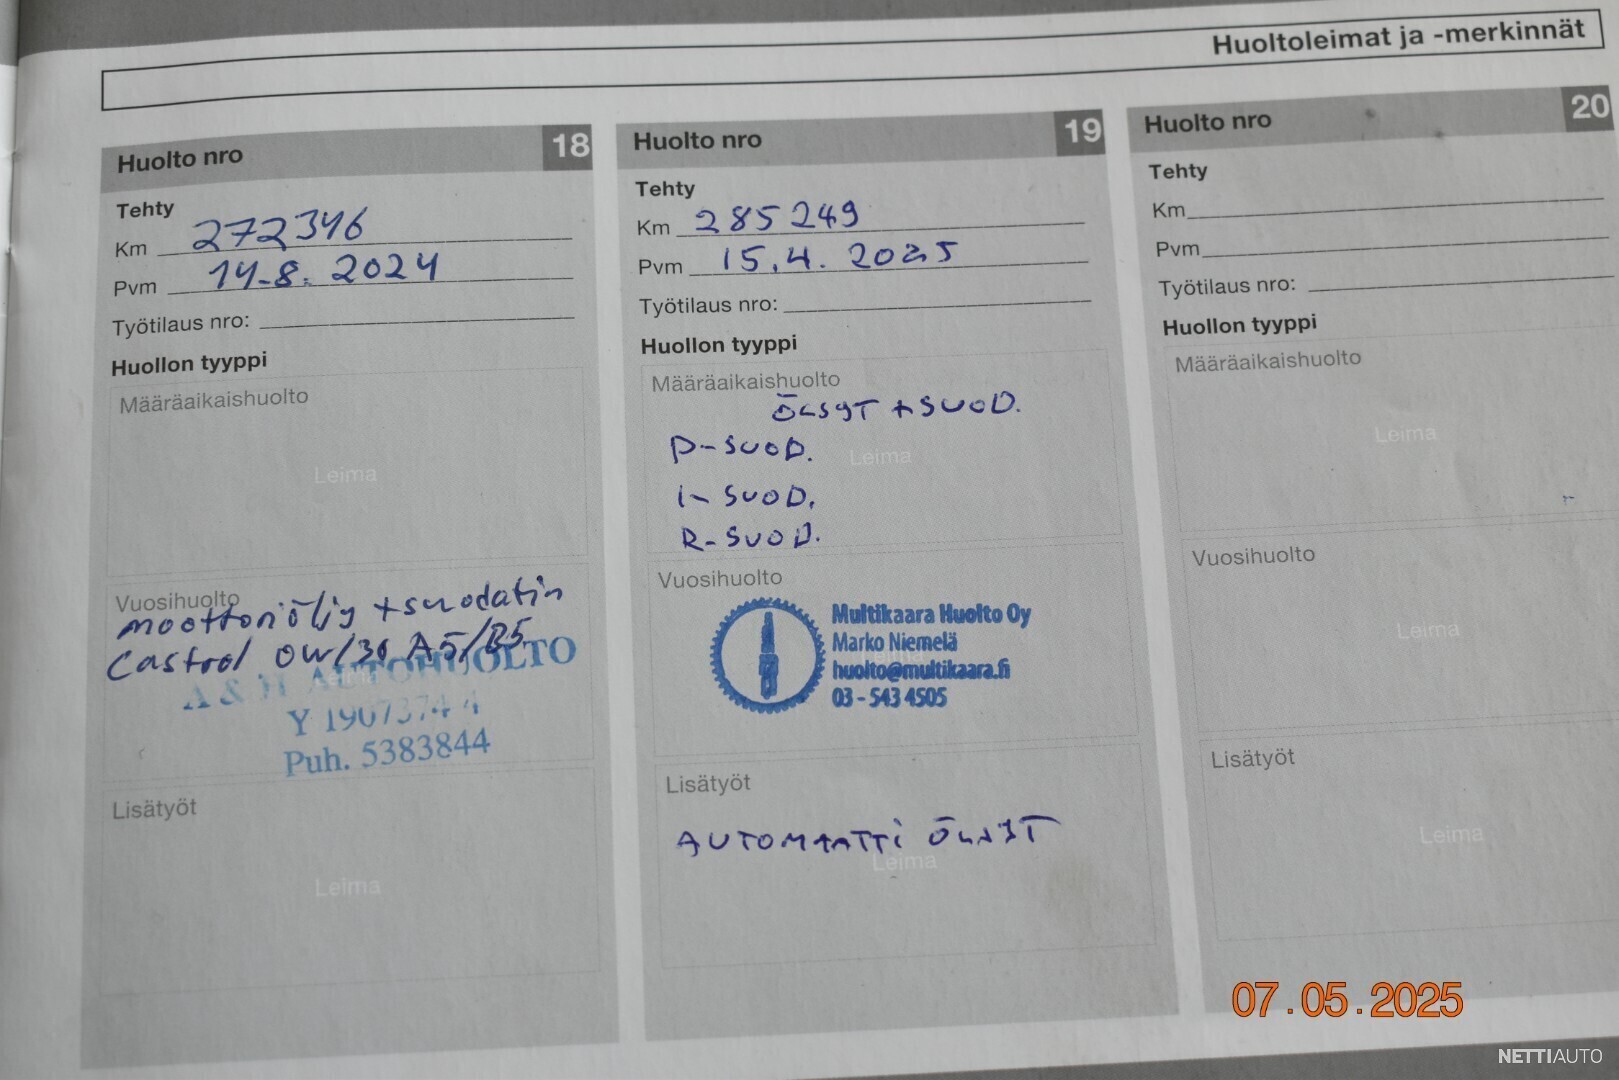 Huoltoleimat ja -merkinnät
Huolto nro 18
Tehty
Km 272346
Pvm 14.8. 2024
Työtilaus nro:
Huollon tyyppi
Määräaikaishuolto
Leima
Vuosihuolto
moottoriöljy + suodatin
Castrol 0W/30 A5/B5
A & M AUTOHUOLTO
Puh. 5383844
Lisätyöt
Leima
Huolto nro 19
Tehty
Km 285249
Pvm 15.4. 2025
Työtilaus nro:
Huollon tyyppi
Määräaikaishuolto
ÖLJYT + SUOD.
P-SUOD.
Leima
I-SUOD.
R-SUOD.
Vuosihuolto
Multikaara Huolto Oy
Marko Niemelä
huolto@multikaara.fi
03 - 543 4505
Lisätyöt
AUTOMAATTI ÖLJYT
Leima
Huolto nro 20
Tehty
Km
Pvm
Työtilaus nro:
Huollon tyyppi
Määräaikaishuolto
Leima
Vuosihuolto
Leima
Lisätyöt
Leima
07.05.2025
NETTIAUTO